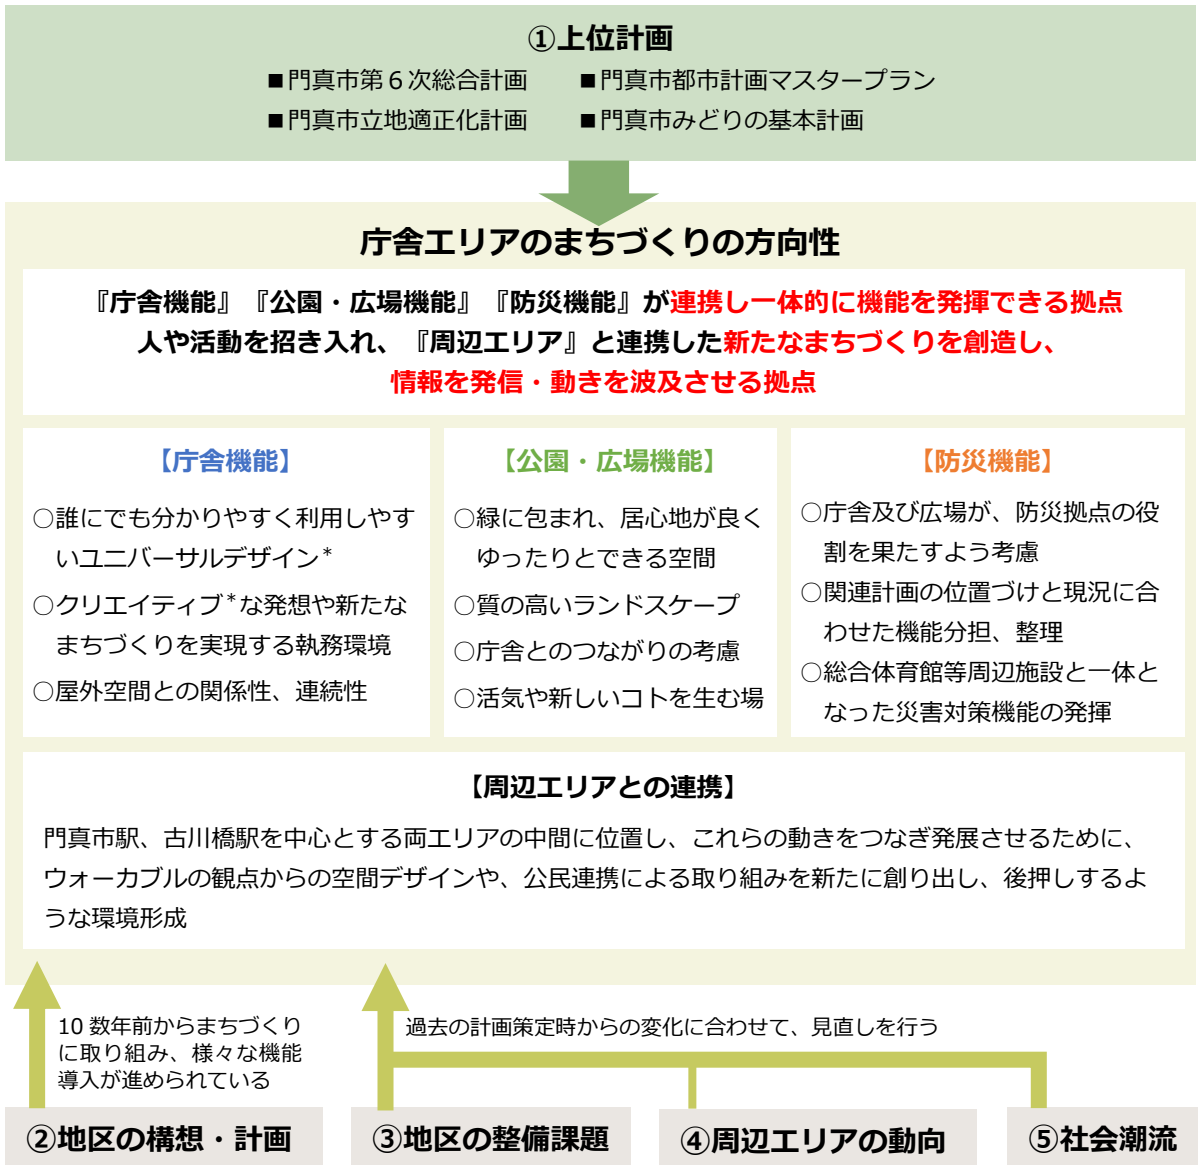 ①上位計画
■門真市第６次総合計画　■門真市都市計画マスタープラン
■門真市立地適正化計画　■門真市みどりの基本計画
庁舎エリアのまちづくりの方向性
『庁舎機能』『公園・広場機能』『防災機能』が連携し一体的に機能を発揮できる拠点
人や活動を招き入れ、『周辺エリア』と連携した新たなまちづくりを創造し、
情報を発信・動きを波及させる拠点
【庁舎機能】
○誰にでも分かりやすく利用しやす
いユニバーサルデザイン*
○クリエイティブ*な発想や新たな
まちづくりを実現する執務環境
○屋外空間との関係性、連続性
【公園・広場機能】
○緑に包まれ、居心地が良く
ゆったりとできる空間
○質の高いランドスケープ
○庁舎とのつながりの考慮
○活気や新しいコトを生む場
【防災機能】
○庁舎及び広場が、防災拠点の役
割を果たすよう考慮
○関連計画の位置づけと現況に合
わせた機能分担、整理
○総合体育館等周辺施設と一体と
なった災害対策機能の発揮
【周辺エリアとの連携】
門真市駅、古川橋駅を中心とする両エリアの中間に位置し、これらの動きをつなぎ発展させるために、
ウォーカブルの観点からの空間デザインや、公民連携による取り組みを新たに創り出し、後押しするよ
うな環境形成
10 数年前からまちづくり
に取り組み、様々な機能
導入が進められている
過去の計画策定時からの変化に合わせて、見直しを行う
②地区の構想・計画
③地区の整備課題
④周辺エリアの動向
⑤社会潮流